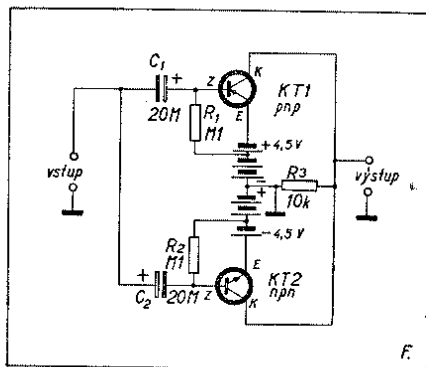 C1 +
20M
Z
K
KT1
pnp
E
R1
M1
+4,5V
vstup
−
+
R3
10k
výstup
−4,5V
R2
M1
+
C2
20M
Z
E
K
KT2
npn
F.